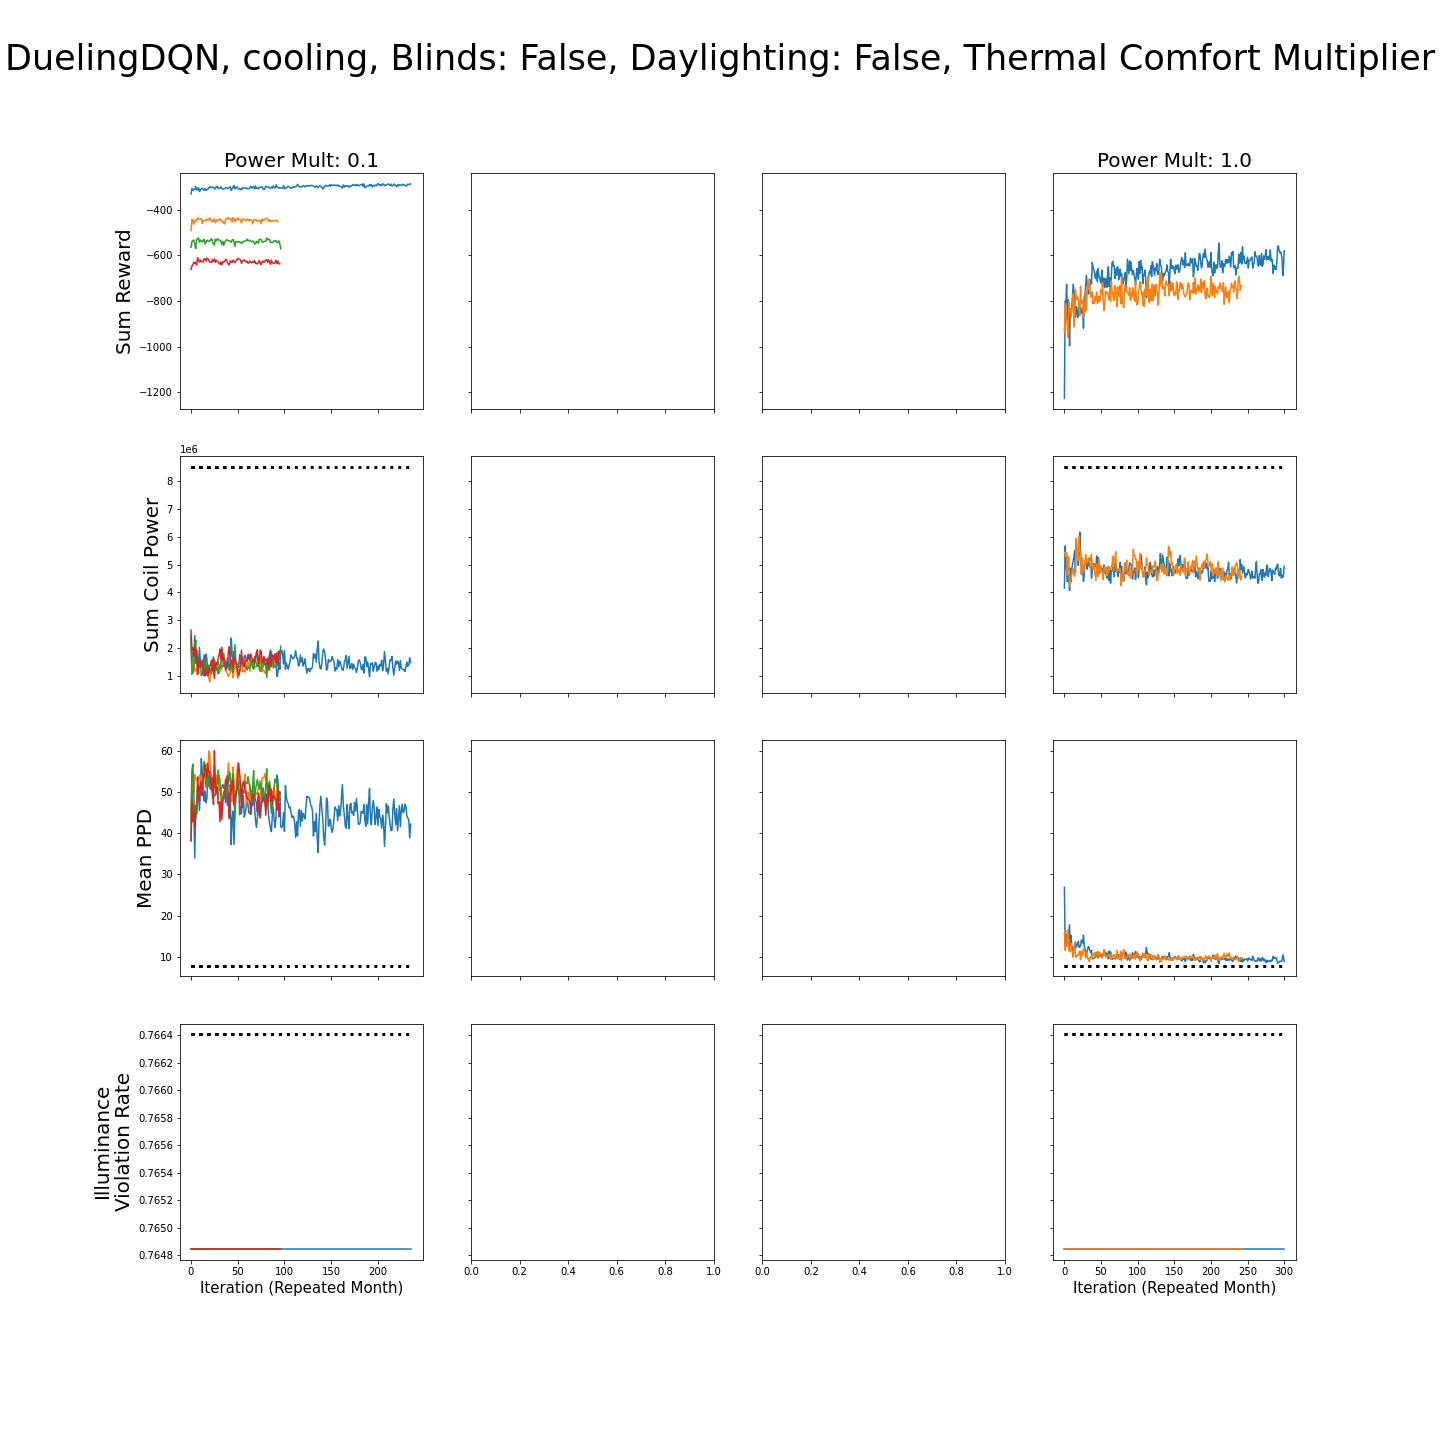 DuelingDQN, cooling, Blinds: False, Daylighting: False, Thermal Comfort Multiplier
Power Mult: 0.1
Power Mult: 1.0
Sum Reward
−400
−600
−800
−1000
−1200
1e6
Sum Coil Power
8
7
6
5
4
3
2
1
Mean PPD
60
50
40
30
20
10
Illuminance
Violation Rate
0.7664
0.7662
0.7660
0.7658
0.7656
0.7654
0.7652
0.7650
0.7648
0 50 100 150 200
0.0 0.2 0.4 0.6 0.8 1.0
0.0 0.2 0.4 0.6 0.8 1.0
0 50 100 150 200 250 300
Iteration (Repeated Month)
Iteration (Repeated Month)